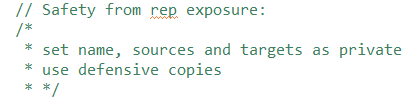 // Safety from rep exposure:
/*
* set name, sources and targets as private
* use defensive copies
* */